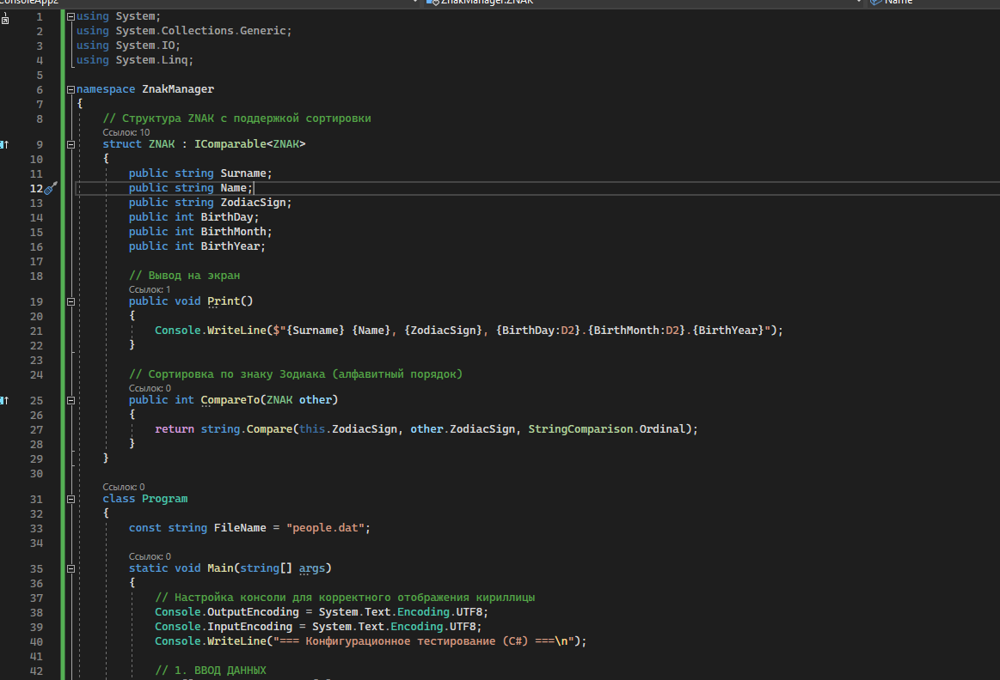 ConsoleApp2 ZnakManager.ZNAK Name
1 using System;
2 using System.Collections.Generic;
3 using System.IO;
4 using System.Linq;
5
6 namespace ZnakManager
7 {
8 // Структура ZNAK с поддержкой сортировки
Ссылок: 10
9 struct ZNAK : IComparable<ZNAK>
10 {
11 public string Surname;
12 public string Name;
13 public string ZodiacSign;
14 public int BirthDay;
15 public int BirthMonth;
16 public int BirthYear;
17
18 // Вывод на экран
Ссылок: 1
19 public void Print()
20 {
21 Console.WriteLine($"{Surname} {Name}, {ZodiacSign}, {BirthDay:D2}.{BirthMonth:D2}.{BirthYear}");
22 }
23
24 // Сортировка по знаку Зодиака (алфавитный порядок)
Ссылок: 0
25 public int CompareTo(ZNAK other)
26 {
27 return string.Compare(this.ZodiacSign, other.ZodiacSign, StringComparison.Ordinal);
28 }
29 }
30
Ссылок: 0
31 class Program
32 {
33 const string FileName = "people.dat";
34
Ссылок: 0
35 static void Main(string[] args)
36 {
37 // Настройка консоли для корректного отображения кириллицы
38 Console.OutputEncoding = System.Text.Encoding.UTF8;
39 Console.InputEncoding = System.Text.Encoding.UTF8;
40 Console.WriteLine("=== Конфигурационное тестирование (C#) ===\n");
41
42 // 1. ВВОД ДАННЫХ